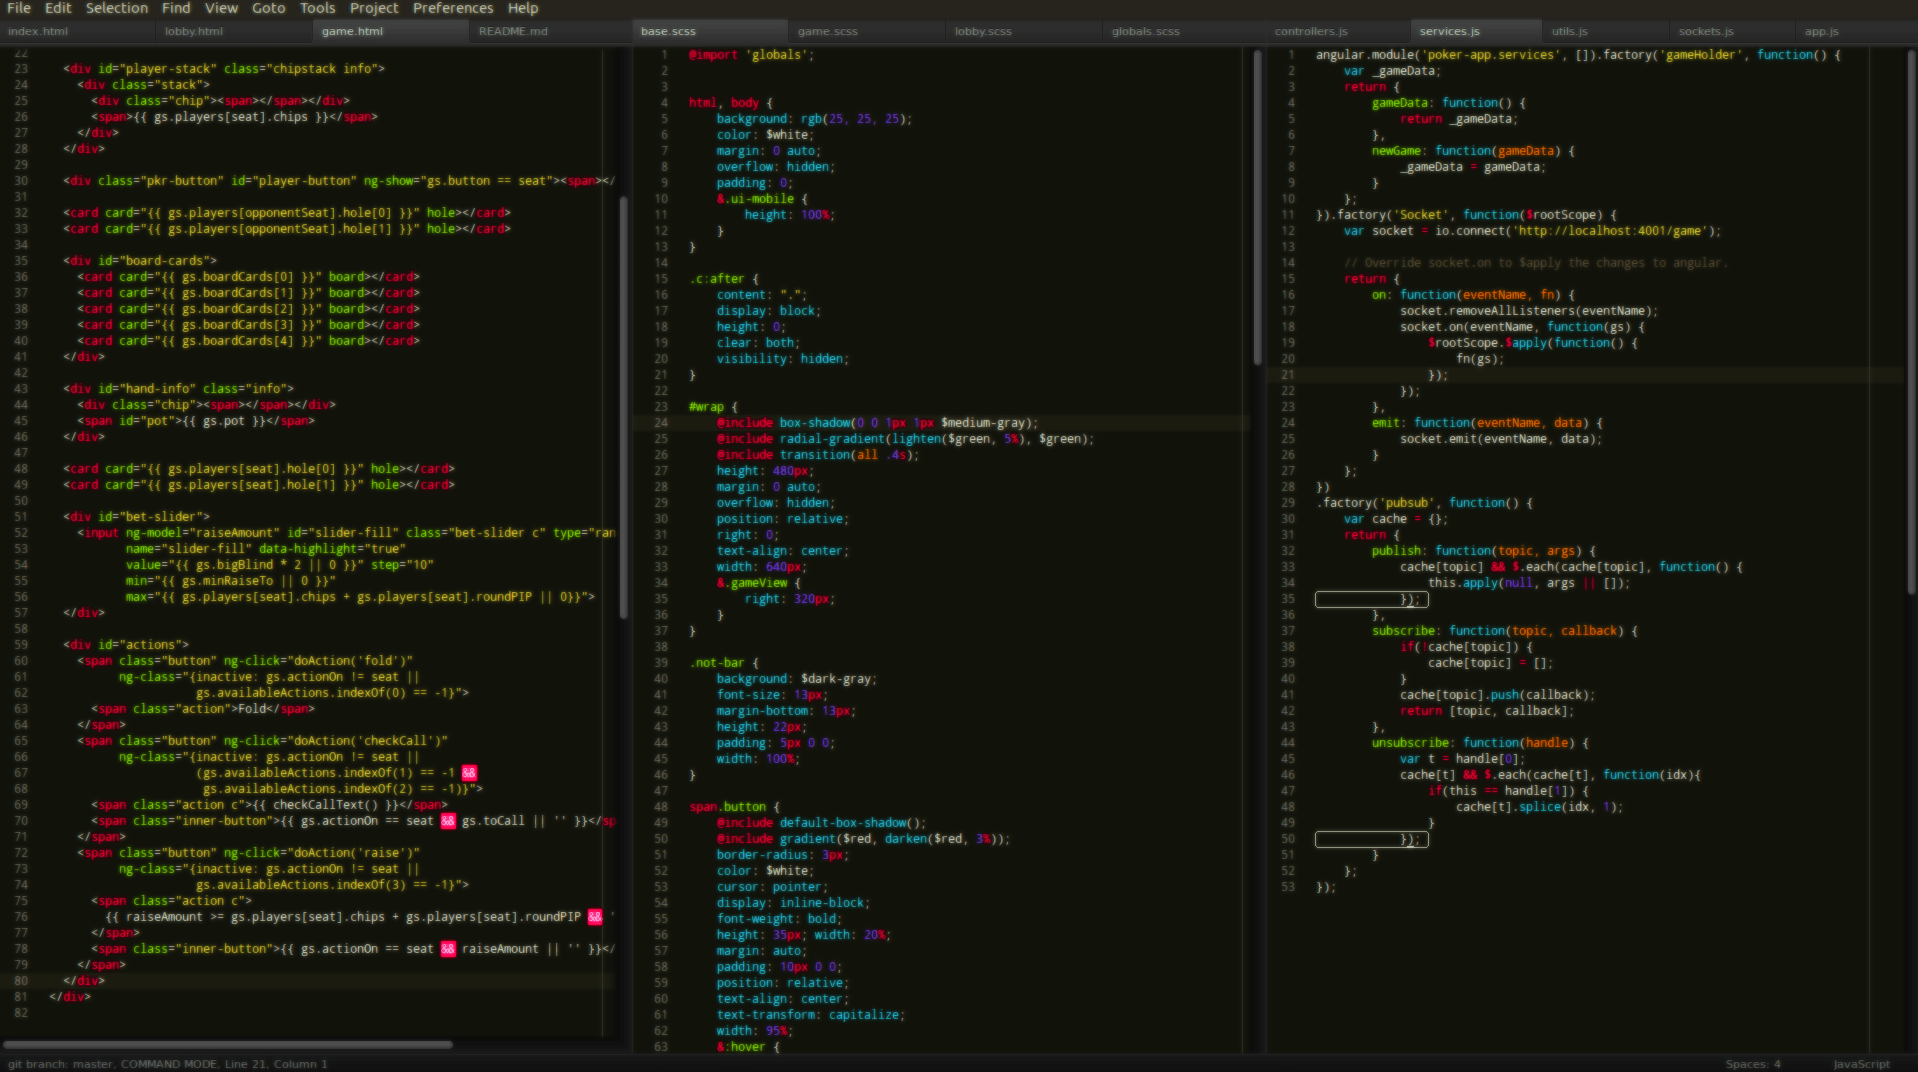 File Edit Selection Find View Goto Tools Project Preferences Help
index.html lobby.html game.html README.md
22
23 <div id="player-stack" class="chipstack info">
24 <div class="stack">
25 <div class="chip"><span></span></div>
26 <span>{{ gs.players[seat].chips }}</span>
27 </div>
28 </div>
29
30 <div class="pkr-button" id="player-button" ng-show="gs.button == seat"><span></
31
32 <card card="{{ gs.players[opponentSeat].hole[0] }}" hole></card>
33 <card card="{{ gs.players[opponentSeat].hole[1] }}" hole></card>
34
35 <div id="board-cards">
36 <card card="{{ gs.boardCards[0] }}" board></card>
37 <card card="{{ gs.boardCards[1] }}" board></card>
38 <card card="{{ gs.boardCards[2] }}" board></card>
39 <card card="{{ gs.boardCards[3] }}" board></card>
40 <card card="{{ gs.boardCards[4] }}" board></card>
41 </div>
42
43 <div id="hand-info" class="info">
44 <div class="chip"><span></span></div>
45 <span id="pot">{{ gs.pot }}</span>
46 </div>
47
48 <card card="{{ gs.players[seat].hole[0] }}" hole></card>
49 <card card="{{ gs.players[seat].hole[1] }}" hole></card>
50
51 <div id="bet-slider">
52 <input ng-model="raiseAmount" id="slider-fill" class="bet-slider c" type="ran
53 name="slider-fill" data-highlight="true"
54 value="{{ gs.bigBlind * 2 || 0 }}" step="10"
55 min="{{ gs.minRaiseTo || 0 }}"
56 max="{{ gs.players[seat].chips + gs.players[seat].roundPIP || 0}}">
57 </div>
58
59 <div id="actions">
60 <span class="button" ng-click="doAction('fold')"
61 ng-class="{inactive: gs.actionOn != seat ||
62 gs.availableActions.indexOf(0) == -1}">
63 <span class="action">Fold</span>
64 </span>
65 <span class="button" ng-click="doAction('checkCall')"
66 ng-class="{inactive: gs.actionOn != seat ||
67 (gs.availableActions.indexOf(1) == -1 &&
68 gs.availableActions.indexOf(2) == -1)}">
69 <span class="action c">{{ checkCallText() }}</span>
70 <span class="inner-button">{{ gs.actionOn == seat && gs.toCall || '' }}</sp
71 </span>
72 <span class="button" ng-click="doAction('raise')"
73 ng-class="{inactive: gs.actionOn != seat ||
74 gs.availableActions.indexOf(3) == -1}">
75 <span class="action c">
76 {{ raiseAmount >= gs.players[seat].chips + gs.players[seat].roundPIP && '
77 </span>
78 <span class="inner-button">{{ gs.actionOn == seat && raiseAmount || '' }}</
79 </span>
80 </div>
81 </div>
82
base.scss game.scss lobby.scss globals.scss
1 @import 'globals';
2
3
4 html, body {
5 background: rgb(25, 25, 25);
6 color: $white;
7 margin: 0 auto;
8 overflow: hidden;
9 padding: 0;
10 &.ui-mobile {
11 height: 100%;
12 }
13 }
14
15 .c:after {
16 content: ".";
17 display: block;
18 height: 0;
19 clear: both;
20 visibility: hidden;
21 }
22
23 #wrap {
24 @include box-shadow(0 0 1px 1px $medium-gray);
25 @include radial-gradient(lighten($green, 5%), $green);
26 @include transition(all .4s);
27 height: 480px;
28 margin: 0 auto;
29 overflow: hidden;
30 position: relative;
31 right: 0;
32 text-align: center;
33 width: 640px;
34 &.gameView {
35 right: 320px;
36 }
37 }
38
39 .not-bar {
40 background: $dark-gray;
41 font-size: 13px;
42 margin-bottom: 13px;
43 height: 22px;
44 padding: 5px 0 0;
45 width: 100%;
46 }
47
48 span.button {
49 @include default-box-shadow();
50 @include gradient($red, darken($red, 3%));
51 border-radius: 3px;
52 color: $white;
53 cursor: pointer;
54 display: inline-block;
55 font-weight: bold;
56 height: 35px; width: 20%;
57 margin: auto;
58 padding: 10px 0 0;
59 position: relative;
60 text-align: center;
61 text-transform: capitalize;
62 width: 95%;
63 &:hover {
controllers.js services.js utils.js sockets.js app.js
1 angular.module('poker-app.services', []).factory('gameHolder', function() {
2 var _gameData;
3 return {
4 gameData: function() {
5 return _gameData;
6 },
7 newGame: function(gameData) {
8 _gameData = gameData;
9 }
10 };
11 }).factory('Socket', function($rootScope) {
12 var socket = io.connect('http://localhost:4001/game');
13
14 // Override socket.on to $apply the changes to angular.
15 return {
16 on: function(eventName, fn) {
17 socket.removeAllListeners(eventName);
18 socket.on(eventName, function(gs) {
19 $rootScope.$apply(function() {
20 fn(gs);
21 });
22 });
23 },
24 emit: function(eventName, data) {
25 socket.emit(eventName, data);
26 }
27 };
28 })
29 .factory('pubsub', function() {
30 var cache = {};
31 return {
32 publish: function(topic, args) {
33 cache[topic] && $.each(cache[topic], function() {
34 this.apply(null, args || []);
35 });
36 },
37 subscribe: function(topic, callback) {
38 if(!cache[topic]) {
39 cache[topic] = [];
40 }
41 cache[topic].push(callback);
42 return [topic, callback];
43 },
44 unsubscribe: function(handle) {
45 var t = handle[0];
46 cache[t] && $.each(cache[t], function(idx){
47 if(this == handle[1]) {
48 cache[t].splice(idx, 1);
49 }
50 });
51 }
52 };
53 });
git branch: master, COMMAND MODE, Line 21, Column 1 Spaces: 4 JavaScript